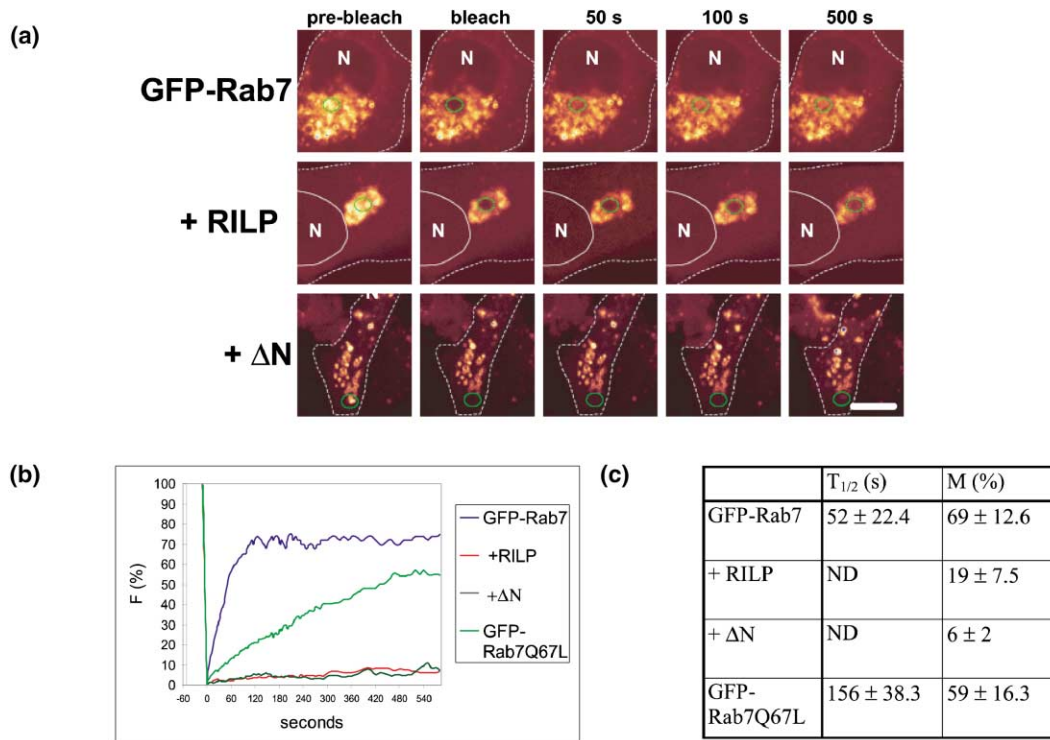 (a)
pre-bleach bleach 50 s 100 s 500 s
GFP-Rab7
N N N N N
+ RILP
N N N N N
+ ΔN
N
(b)
100
90
80
70
60
50
40
30
20
10
0
F (%)
-60 0 60 120 180 240 300 360 420 480 540
seconds
GFP-Rab7
+RILP
+ΔN
GFP-
Rab7Q67L
(c)
T1/2 (s) M (%)
GFP-Rab7 52 ± 22.4 69 ± 12.6
+ RILP ND 19 ± 7.5
+ ΔN ND 6 ± 2
GFP-
Rab7Q67L 156 ± 38.3 59 ± 16.3